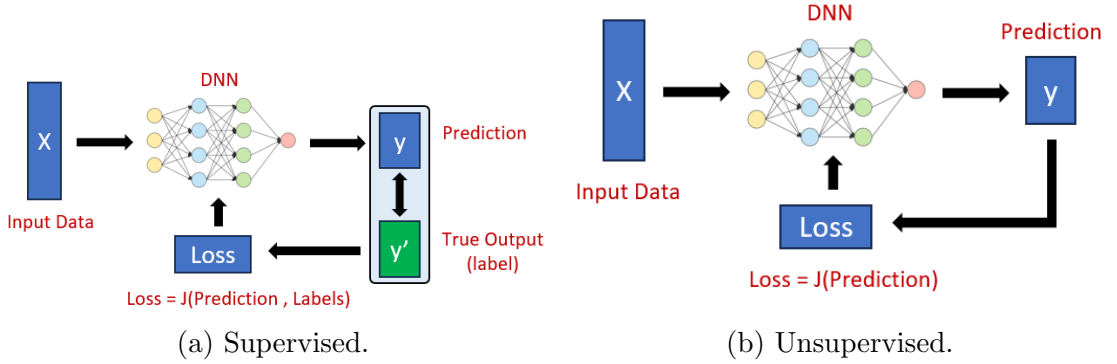 DNN
X
Input Data
y
Prediction
y'
True Output
(label)
Loss
Loss = J(Prediction , Labels)
(a) Supervised.
DNN
Prediction
X
y
Input Data
Loss
Loss = J(Prediction)
(b) Unsupervised.